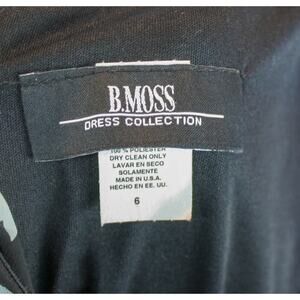 B.MOSS
DRESS COLLECTION
100% POLYESTER
DRY CLEAN ONLY
LAVAR EN SECO
SOLAMENTE
MADE IN U.S.A.
HECHO EN EE. UU.
6